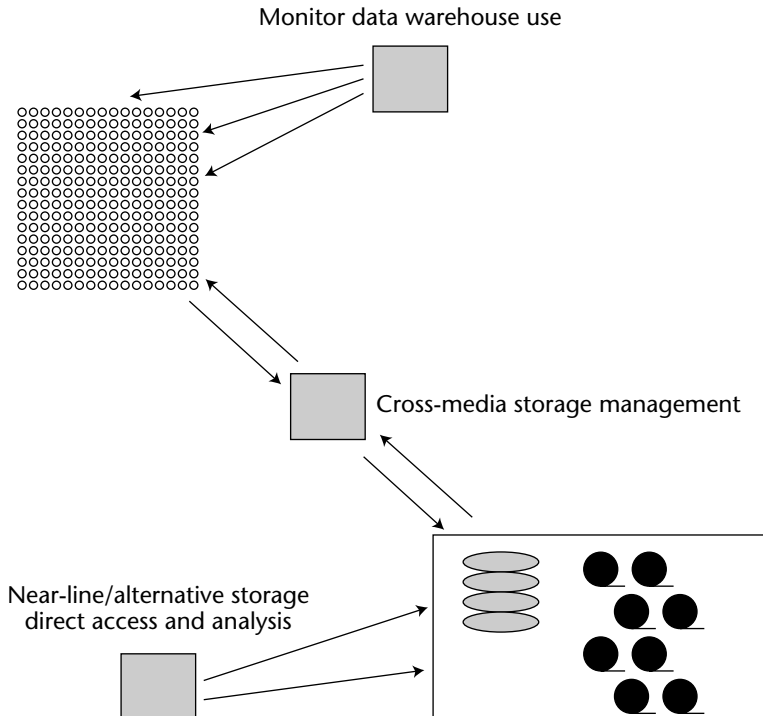 Monitor data warehouse use
Cross-media storage management
Near-line/alternative storage
direct access and analysis